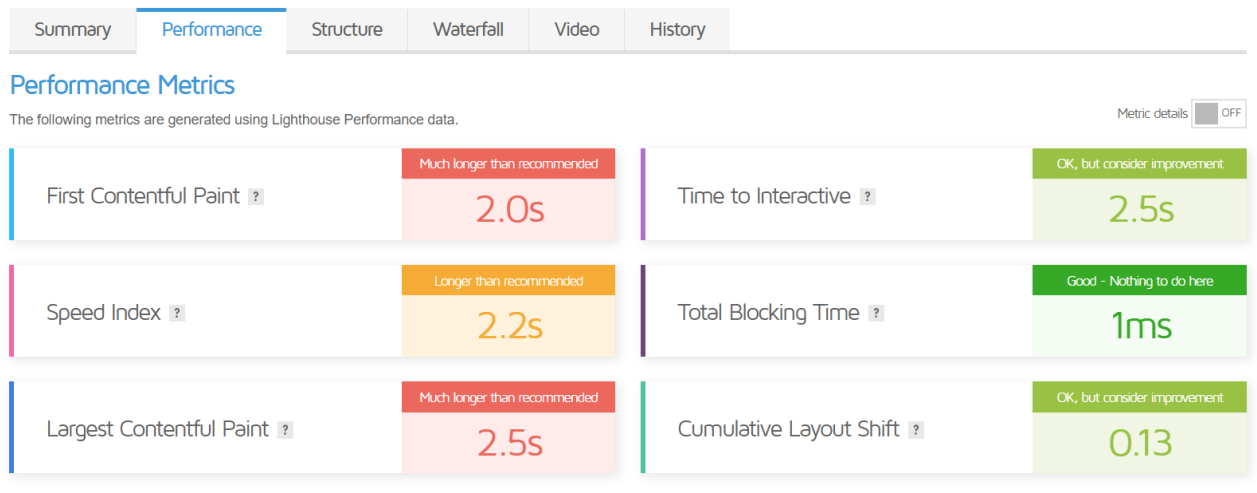 Summary Performance Structure Waterfall Video History
Performance Metrics
The following metrics are generated using Lighthouse Performance data.
Metric details OFF
Much longer than recommended
First Contentful Paint ?
2.0s
OK, but consider improvement
Time to Interactive ?
2.5s
Longer than recommended
Speed Index ?
2.2s
Good - Nothing to do here
Total Blocking Time ?
1ms
Much longer than recommended
Largest Contentful Paint ?
2.5s
OK, but consider improvement
Cumulative Layout Shift ?
0.13